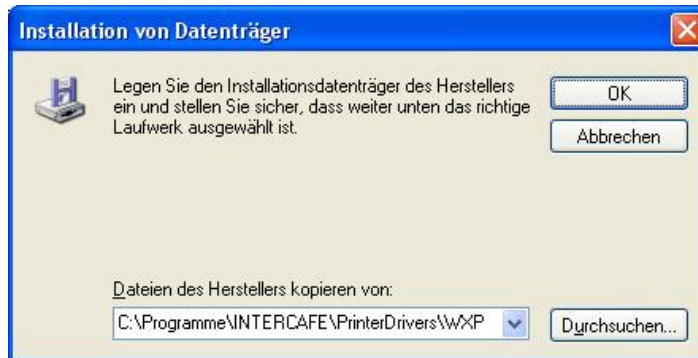 Installation von Datenträger
Legen Sie den Installationsdatenträger des Herstellers
ein und stellen Sie sicher, dass weiter unten das richtige
Laufwerk ausgewählt ist.
OK
Abbrechen
Dateien des Herstellers kopieren von:
C:\Programme\INTERCAFE\PrinterDrivers\WXP
Durchsuchen...